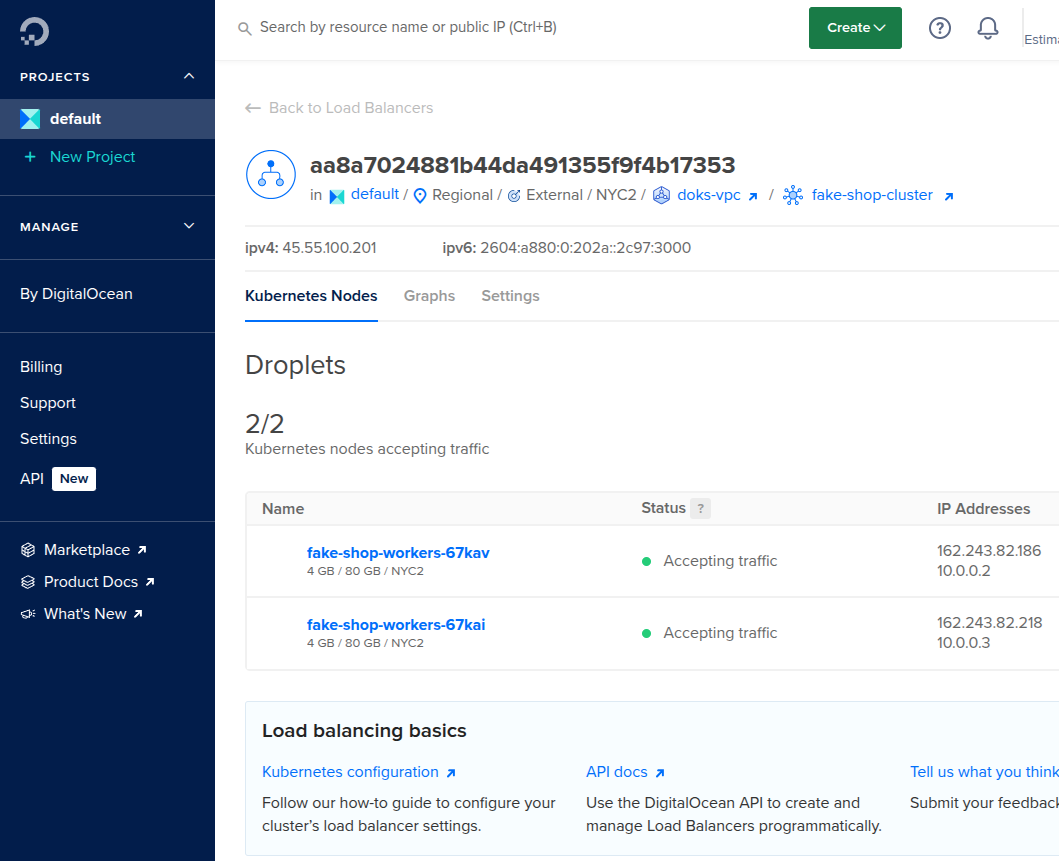 Search by resource name or public IP (Ctrl+B)
Create
?
PROJECTS
default
+ New Project
MANAGE
By DigitalOcean
Billing
Support
Settings
API New
Marketplace
Product Docs
What's New
← Back to Load Balancers
aa8a7024881b44da491355f9f4b17353
in default / Regional / External / NYC2 / doks-vpc / fake-shop-cluster
ipv4: 45.55.100.201 ipv6: 2604:a880:0:202a::2c97:3000
Kubernetes Nodes Graphs Settings
Droplets
2/2
Kubernetes nodes accepting traffic
Name Status ? IP Addresses
fake-shop-workers-67kav Accepting traffic 162.243.82.186
4 GB / 80 GB / NYC2 10.0.0.2
fake-shop-workers-67kai Accepting traffic 162.243.82.218
4 GB / 80 GB / NYC2 10.0.0.3
Load balancing basics
Kubernetes configuration
Follow our how-to guide to configure your
cluster’s load balancer settings.
API docs
Use the DigitalOcean API to create and
manage Load Balancers programmatically.
Tell us what you think
Submit your feedback